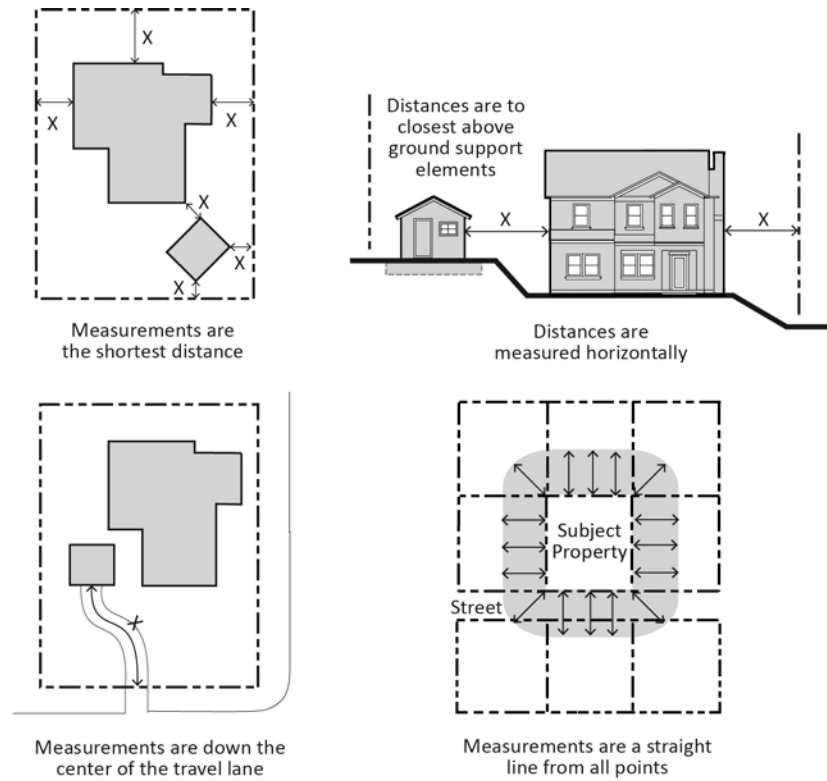 X
X
X
X
X
X
Measurements are
the shortest distance
Distances are to
closest above
ground support
elements
X
X
Distances are
measured horizontally
X
Measurements are down the
center of the travel lane
Subject
Property
Street
Measurements are a straight
line from all points